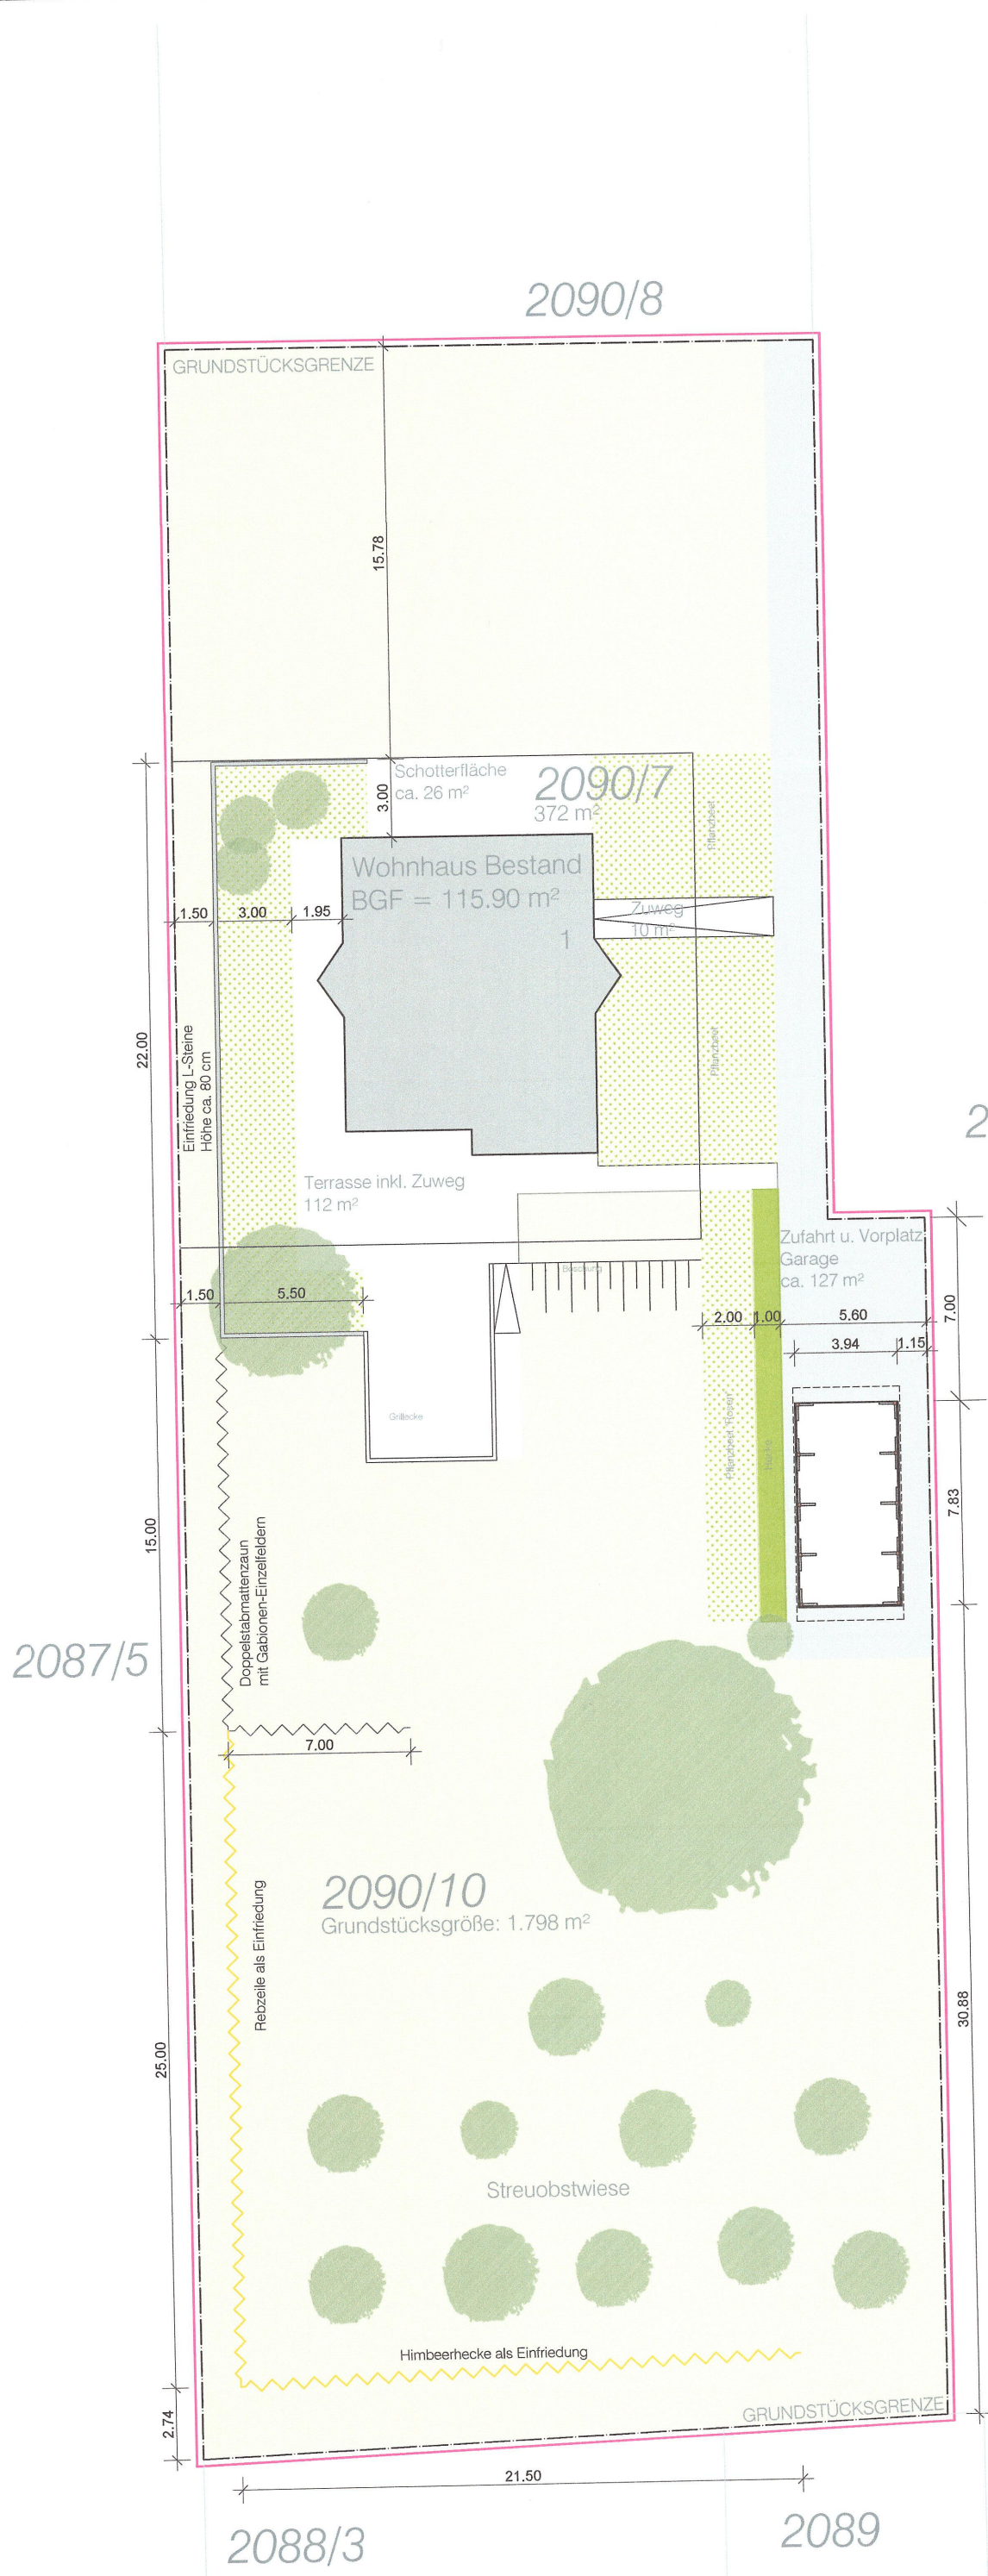 2090/8
GRUNDSTÜCKSGRENZE
15.78
Schotterfläche
ca. 26 m²
2090/7
372 m²
3.00
Pflanzbeet
Wohnhaus Bestand
BGF = 115.90 m²
1
Zuweg
10 m²
1.50
3.00
1.95
22.00
Einfriedung L-Steine
Höhe ca. 80 cm
Pflanzbeet
2
Terrasse inkl. Zuweg
112 m²
Zufahrt u. Vorplatz
Garage
ca. 127 m²
Böschung
1.50
5.50
2.00
1.00
5.60
3.94
1.15
7.00
Grillecke
Pflanzbeet, Rosen
Hecke
7.83
15.00
Doppelstabmattenzaun
mit Gabionen-Einzelfeldern
2087/5
7.00
2090/10
Grundstücksgröße: 1.798 m²
Rebzeile als Einfriedung
25.00
30.88
Streuobstwiese
Himbeerhecke als Einfriedung
GRUNDSTÜCKSGRENZE
2.74
21.50
2088/3
2089